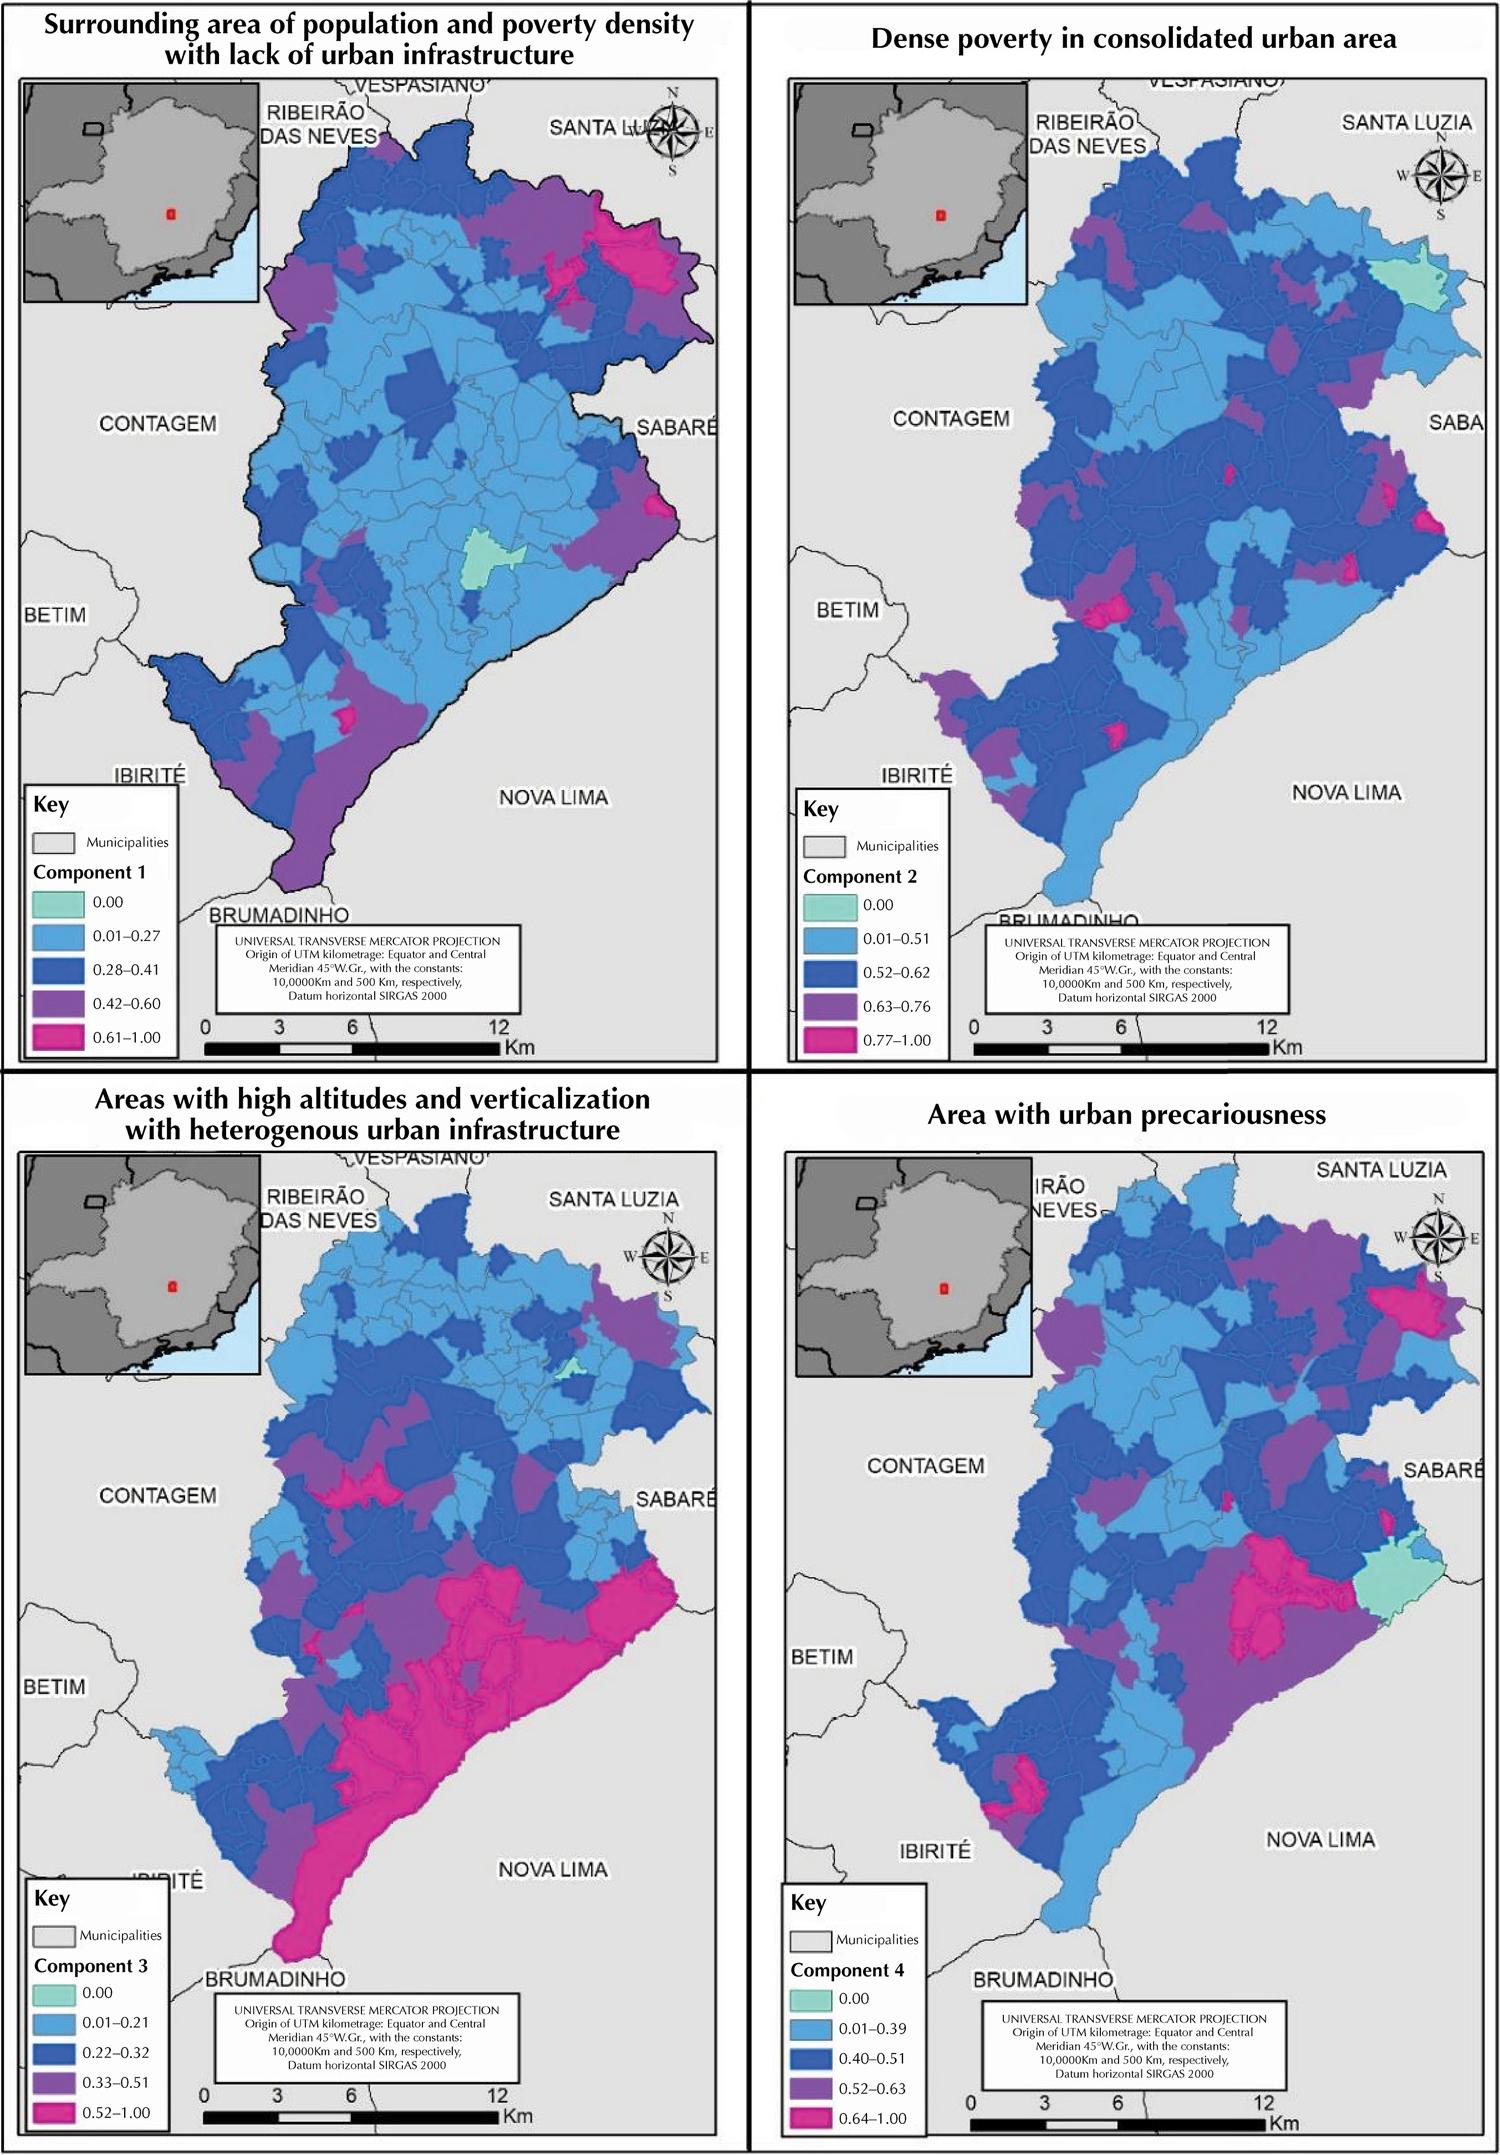 Surrounding area of population and poverty density
with lack of urban infrastructure
VESPASIANO
RIBEIRÃO
DAS NEVES
SANTA LUZIA
N
W
E
S
CONTAGEM
SABARÉ
BETIM
IBIRITÉ
NOVA LIMA
BRUMADINHO
Key
Municipalities
Component 1
0.00
0.01–0.27
0.28–0.41
0.42–0.60
0.61–1.00
UNIVERSAL TRANSVERSE MERCATOR PROJECTION
Origin of UTM kilometrage: Equator and Central
Meridian 45°W.Gr., with the constants:
10,0000Km and 500 Km, respectively,
Datum horizontal SIRGAS 2000
0 3 6 12
Km
Dense poverty in consolidated urban area
VESPASIANO
RIBEIRÃO
DAS NEVES
SANTA LUZIA
N
W E
S
CONTAGEM
SABA
BETIM
IBIRITÉ
NOVA LIMA
BRUMADINHO
Key
Municipalities
Component 2
0.00
0.01–0.51
0.52–0.62
0.63–0.76
0.77–1.00
UNIVERSAL TRANSVERSE MERCATOR PROJECTION
Origin of UTM kilometrage: Equator and Central
Meridian 45°W.Gr., with the constants:
10,0000Km and 500 Km, respectively,
Datum horizontal SIRGAS 2000
0 3 6 12
Km
Areas with high altitudes and verticalization
with heterogenous urban infrastructure
VESPASIANO
RIBEIRÃO
DAS NEVES
SANTA LUZIA
N
W E
S
CONTAGEM
SABARÉ
BETIM
IBIRITÉ
NOVA LIMA
BRUMADINHO
Key
Municipalities
Component 3
0.00
0.01–0.21
0.22–0.32
0.33–0.51
0.52–1.00
UNIVERSAL TRANSVERSE MERCATOR PROJECTION
Origin of UTM kilometrage: Equator and Central
Meridian 45°W.Gr., with the constants:
10,0000Km and 500 Km, respectively,
Datum horizontal SIRGAS 2000
0 3 6 12
Km
Area with urban precariousness
IRÃO
NEVES
SANTA LUZIA
N
W E
S
CONTAGEM
SABARÉ
BETIM
IBIRITÉ
NOVA LIMA
BRUMADINHO
Key
Municipalities
Component 4
0.00
0.01–0.39
0.40–0.51
0.52–0.63
0.64–1.00
UNIVERSAL TRANSVERSE MERCATOR PROJECTION
Origin of UTM kilometrage: Equator and Central
Meridian 45°W.Gr., with the constants:
10,0000Km and 500 Km, respectively,
Datum horizontal SIRGAS 2000
0 3 6 12
Km